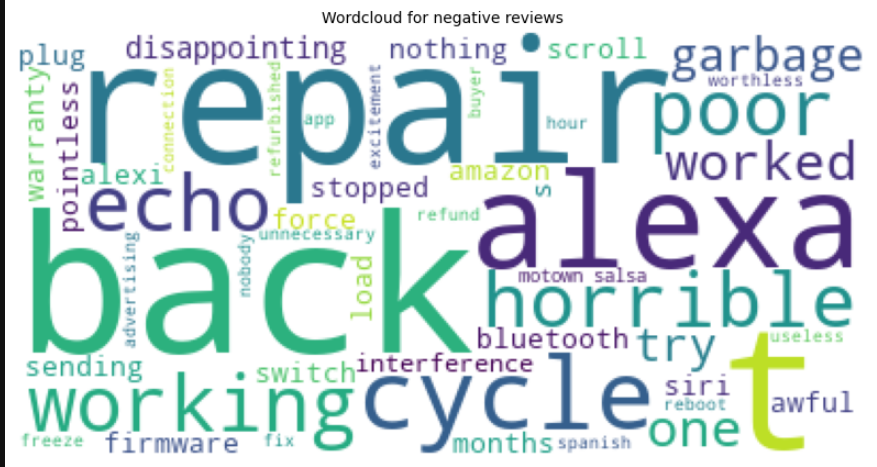 Wordcloud for negative reviews
plug
disappointing
nothing
scroll
garbage
worthless
repair
poor
warranty
pointless
connection
refurbished
app
excitement
buyer
hour
alexi
echo
stopped
amazon
s
worked
force
refund
unnecessary
alexa
back
advertising
nobody
load
motown salsa
horrible
bluetooth
try
t
useless
sending
switch
interference
working
cycle
siri
reboot
awful
one
freeze
firmware
fix
months
spanish